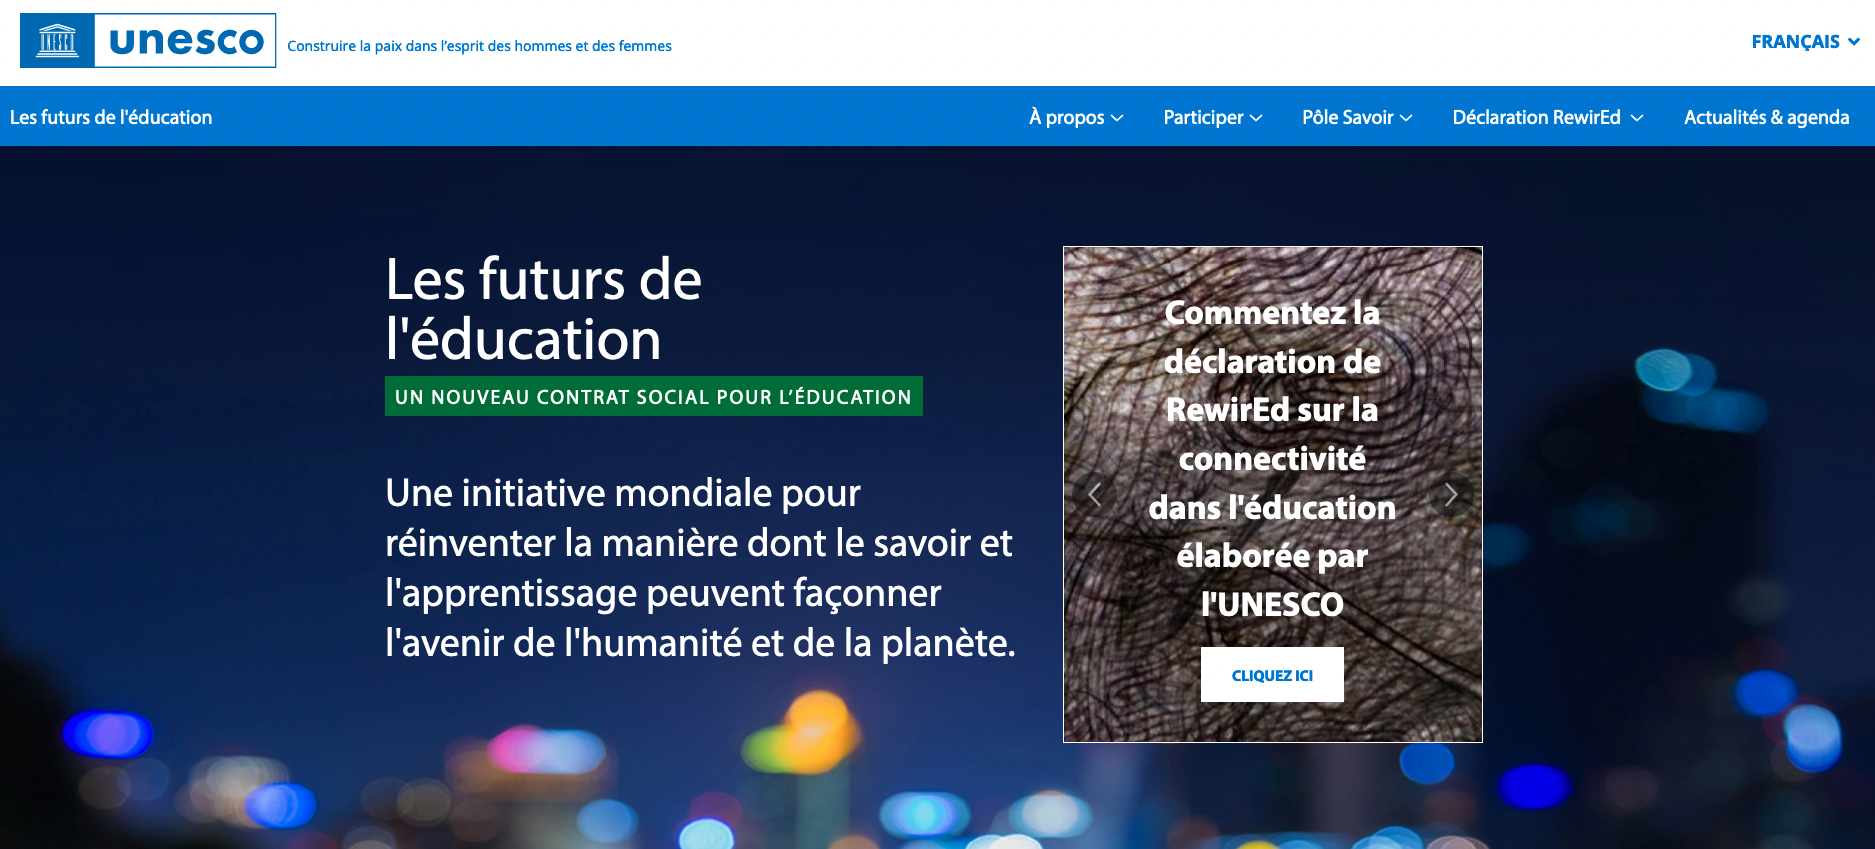 UNESCO
unesco
Construire la paix dans l'esprit des hommes et des femmes
FRANÇAIS
Les futurs de l'éducation
À propos
Participer
Pôle Savoir
Déclaration RewirEd
Actualités & agenda
Les futurs de
l'éducation
UN NOUVEAU CONTRAT SOCIAL POUR L’ÉDUCATION
Une initiative mondiale pour
réinventer la manière dont le savoir et
l'apprentissage peuvent façonner
l'avenir de l'humanité et de la planète.
Commentez la
déclaration de
RewirEd sur la
connectivité
dans l'éducation
élaborée par
l'UNESCO
CLIQUEZ ICI